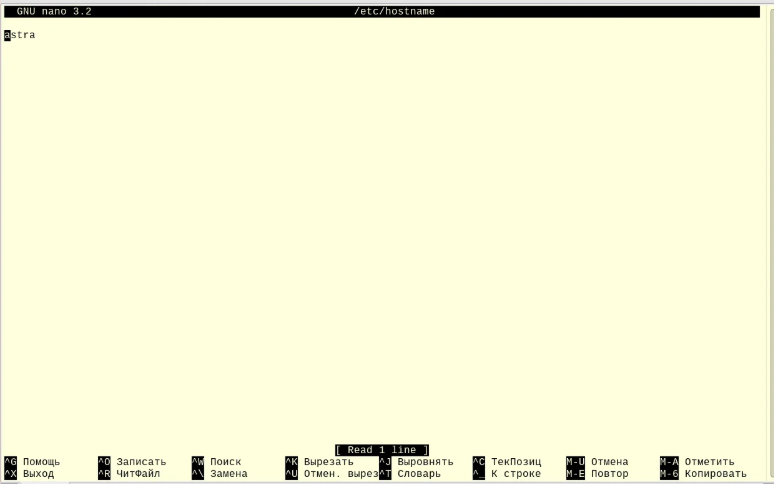 GNU nano 3.2 /etc/hostname
astra
[ Read 1 line ]
^G Помощь ^O Записать ^W Поиск ^K Вырезать ^J Выровнять ^C ТекПозиц M-U Отмена M-A Отметить
^X Выход ^R ЧитФайл ^\ Замена ^U Отмен. вырез^T Словарь ^_ К строке M-E Повтор M-6 Копировать